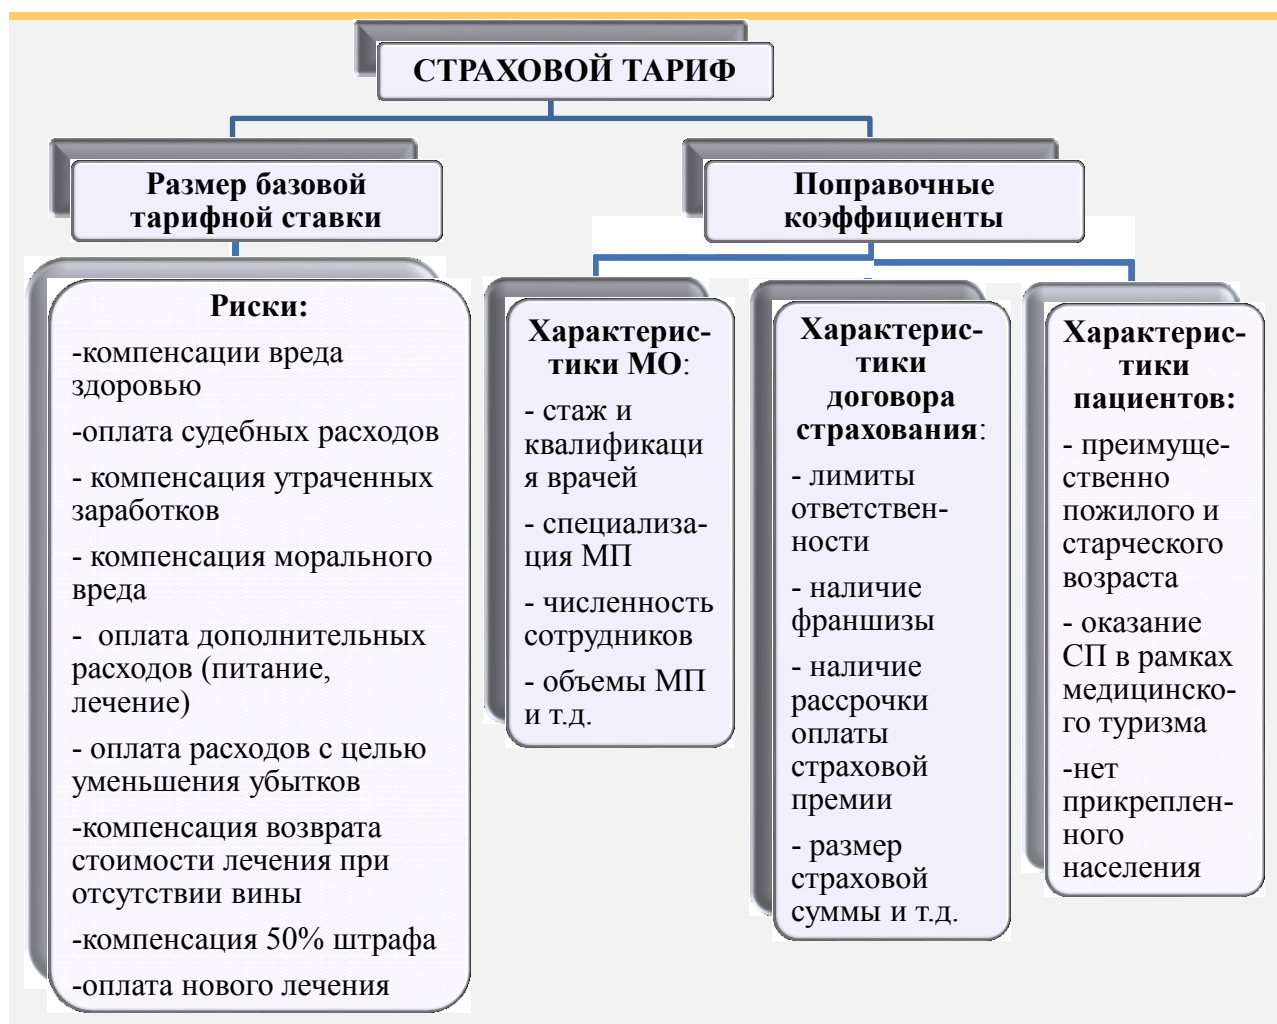 СТРАХОВОЙ ТАРИФ
Размер базовой
тарифной ставки
Риски:
-компенсации вреда
здоровью
-оплата судебных расходов
- компенсация утраченных
заработков
- компенсация морального
вреда
- оплата дополнительных
расходов (питание,
лечение)
- оплата расходов с целью
уменьшения убытков
-компенсация возврата
стоимости лечения при
отсутствии вины
-компенсация 50% штрафа
-оплата нового лечения
Поправочные
коэффициенты
Характерис-
тики МО:
- стаж и
квалификаци
я врачей
- специализа-
ция МП
- численность
сотрудников
- объемы МП
и т.д.
Характерис-
тики
договора
страхования:
- лимиты
ответствен-
ности
- наличие
франшизы
- наличие
рассрочки
оплаты
страховой
премии
- размер
страховой
суммы и т.д.
Характерис-
тики
пациентов:
- преимуще-
ственно
пожилого и
старческого
возраста
- оказание
СП в рамках
медицинско-
го туризма
-нет
прикреплен-
ного
населения